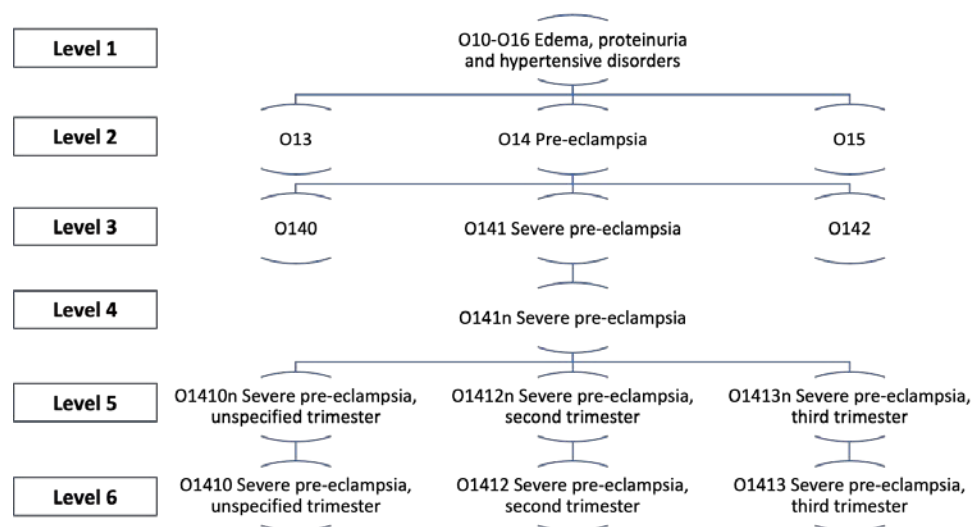 Level 1
O10-O16 Edema, proteinuria
and hypertensive disorders
Level 2
O13
O14 Pre-eclampsia
O15
Level 3
O140
O141 Severe pre-eclampsia
O142
Level 4
O141n Severe pre-eclampsia
Level 5
O1410n Severe pre-eclampsia,
unspecified trimester
O1412n Severe pre-eclampsia,
second trimester
O1413n Severe pre-eclampsia,
third trimester
Level 6
O1410 Severe pre-eclampsia,
unspecified trimester
O1412 Severe pre-eclampsia,
second trimester
O1413 Severe pre-eclampsia,
third trimester